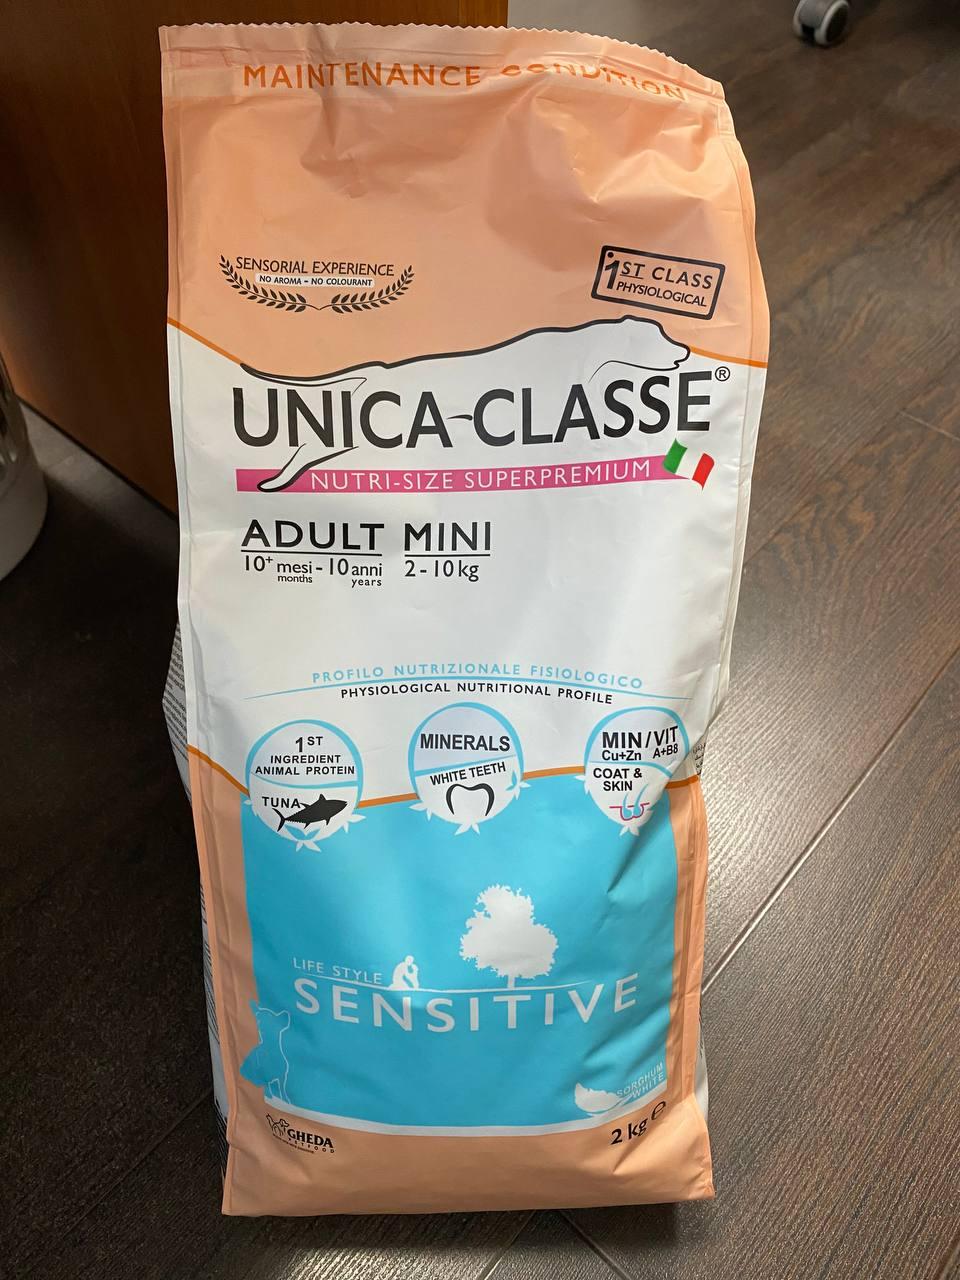 MAINTENANCE CONDITION
SENSORIAL EXPERIENCE
NO AROMA - NO COLOURANT
1ST CLASS
PHYSIOLOGICAL
UNICA-CLASSE®
NUTRI-SIZE SUPERPREMIUM
ADULT MINI
10+ mesi - 10 anni 2 - 10 kg
months years
PROFILO NUTRIZIONALE FISIOLOGICO
PHYSIOLOGICAL NUTRITIONAL PROFILE
1ST
INGREDIENT
ANIMAL PROTEIN
TUNA
MINERALS
WHITE TEETH
MIN/VIT
Cu+Zn A+B8
COAT &
SKIN
LIFE STYLE
SENSITIVE
SORGHUM
WHITE
GHEDA
PETFOOD
2 kg e